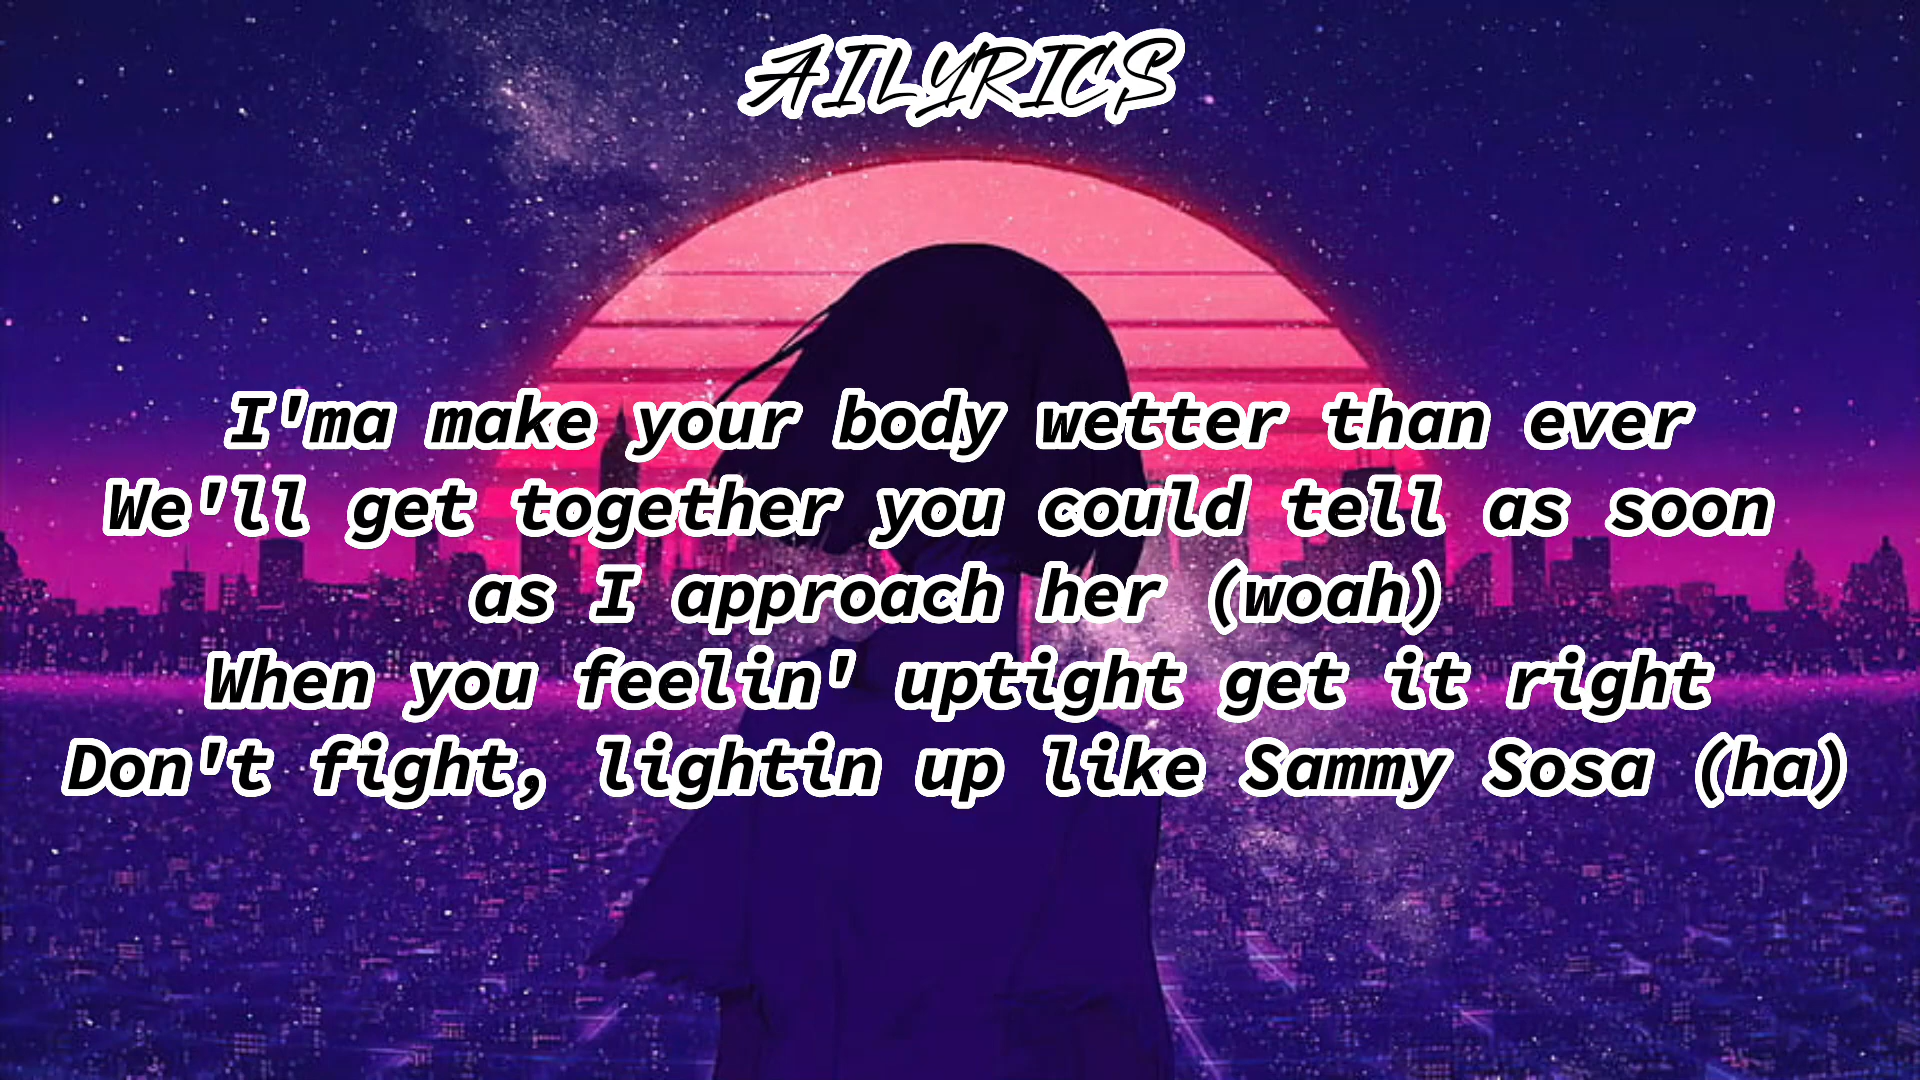 AILYRICS
I'ma make your body wetter than ever
We'll get together you could tell as soon
as I approach her (woah)
When you feelin' uptight get it right
Don't fight, lightin up like Sammy Sosa (ha)